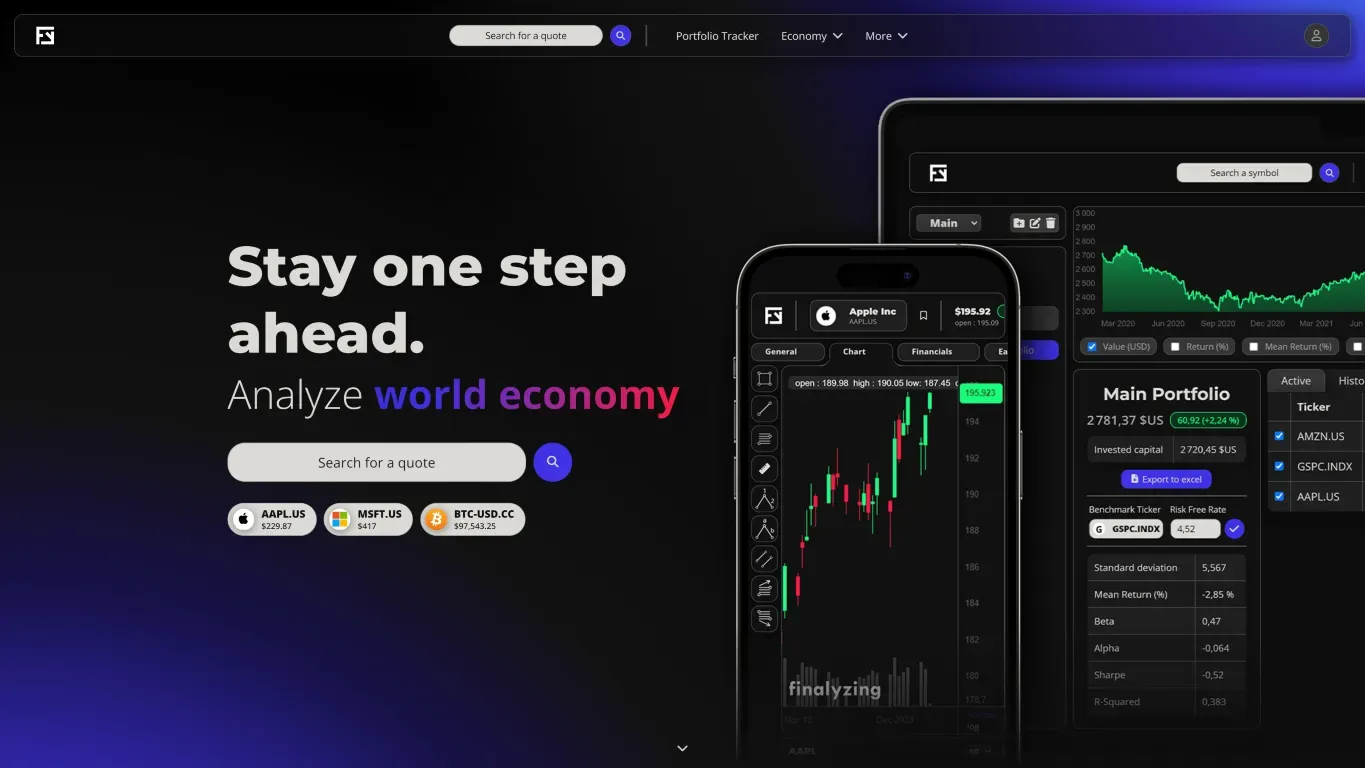 Search for a quote
Portfolio Tracker
Economy
More
Stay one step
ahead.
Analyze world economy
Search for a quote
AAPL.US
$229.87
MSFT.US
$417
BTC-USD.CC
$97,543.25
Apple Inc
AAPL.US
$195.92
open : 195.09
General
Chart
Financials
Ea
open : 189.98 high : 190.05 low: 187.45 c
195.923
194
192
190
188
186
184
182
180
178.7
finalyzing
Nov 10
Dec 2023
AAPL
Search a symbol
Main
3 000
2 900
2 800
2 700
2 600
2 500
2 400
2 300
Mar 2020
Jun 2020
Sep 2020
Dec 2020
Mar 2021
Jun
Value (USD)
Return (%)
Mean Return (%)
Main Portfolio
2 781,37 $US
60,92 (+2,24 %)
Invested capital
2 720,45 $US
Export to excel
Benchmark Ticker
Risk Free Rate
G
GSPC.INDX
4,52
Standard deviation
5,567
Mean Return (%)
-2,85 %
Beta
0,47
Alpha
-0,064
Sharpe
-0,52
R-Squared
0,383
Active
Histo
Ticker
AMZN.US
GSPC.INDX
AAPL.US